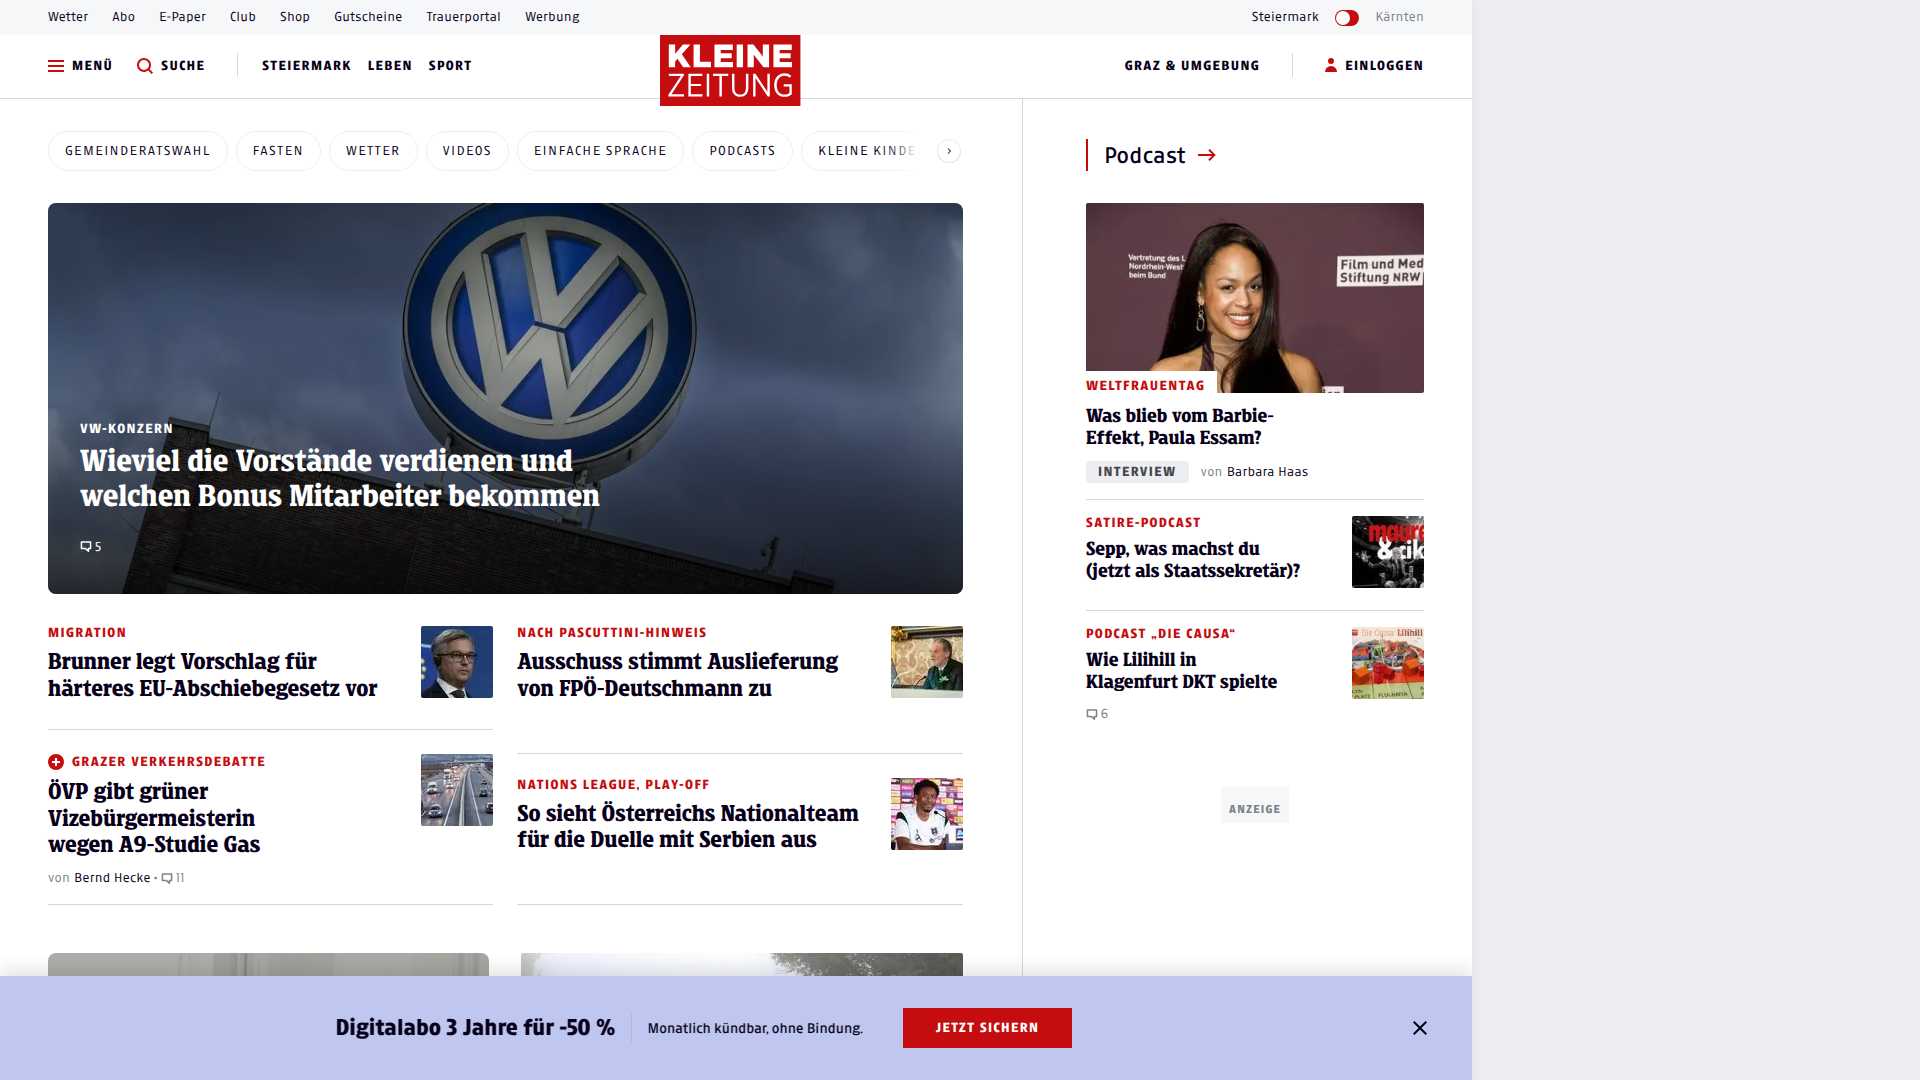 Wetter Abo E-Paper Club Shop Gutscheine Trauerportal Werbung Steiermark Kärnten
MENÜ SUCHE STEIERMARK LEBEN SPORT KLEINE ZEITUNG GRAZ & UMGEBUNG EINLOGGEN
GEMEINDERATSWAHL FASTEN WETTER VIDEOS EINFACHE SPRACHE PODCASTS KLEINE KINDE
VW-KONZERN
Wieviel die Vorstände verdienen und
welchen Bonus Mitarbeiter bekommen
5
MIGRATION
Brunner legt Vorschlag für
härteres EU-Abschiebegesetz vor
NACH PASCUTTINI-HINWEIS
Ausschuss stimmt Auslieferung
von FPÖ-Deutschmann zu
GRAZER VERKEHRSDEBATTE
ÖVP gibt grüner
Vizebürgermeisterin
wegen A9-Studie Gas
von Bernd Hecke • 11
NATIONS LEAGUE, PLAY-OFF
So sieht Österreichs Nationalteam
für die Duelle mit Serbien aus
Podcast
Vertretung des L
Nordrhein-West
beim Bund
Film und Med
Stiftung NRW
WELTFRAUENTAG
Was blieb vom Barbie-
Effekt, Paula Essam?
INTERVIEW von Barbara Haas
SATIRE-PODCAST
Sepp, was machst du
(jetzt als Staatssekretär)?
maure
& cik
PODCAST „DIE CAUSA“
Wie Lilihill in
Klagenfurt DKT spielte
Die Causa Lilihill
6
ANZEIGE
Digitalabo 3 Jahre für -50 %
Monatlich kündbar, ohne Bindung.
JETZT SICHERN